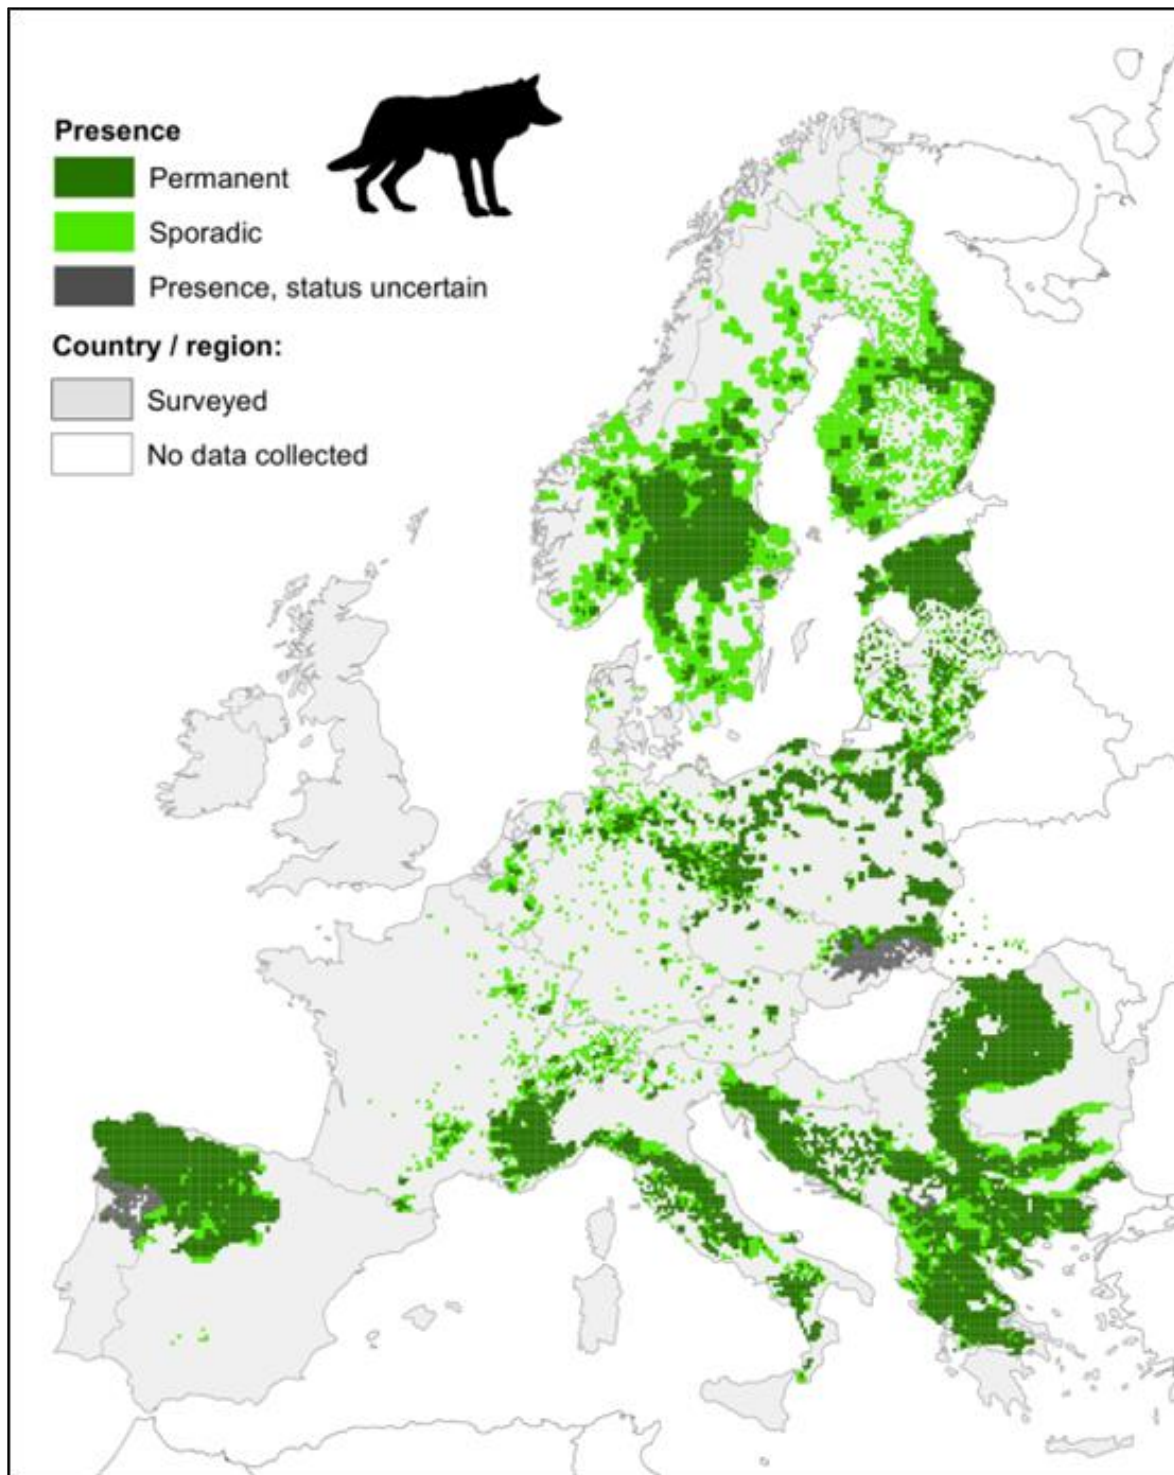 Presence
Permanent
Sporadic
Presence, status uncertain
Country / region:
Surveyed
No data collected